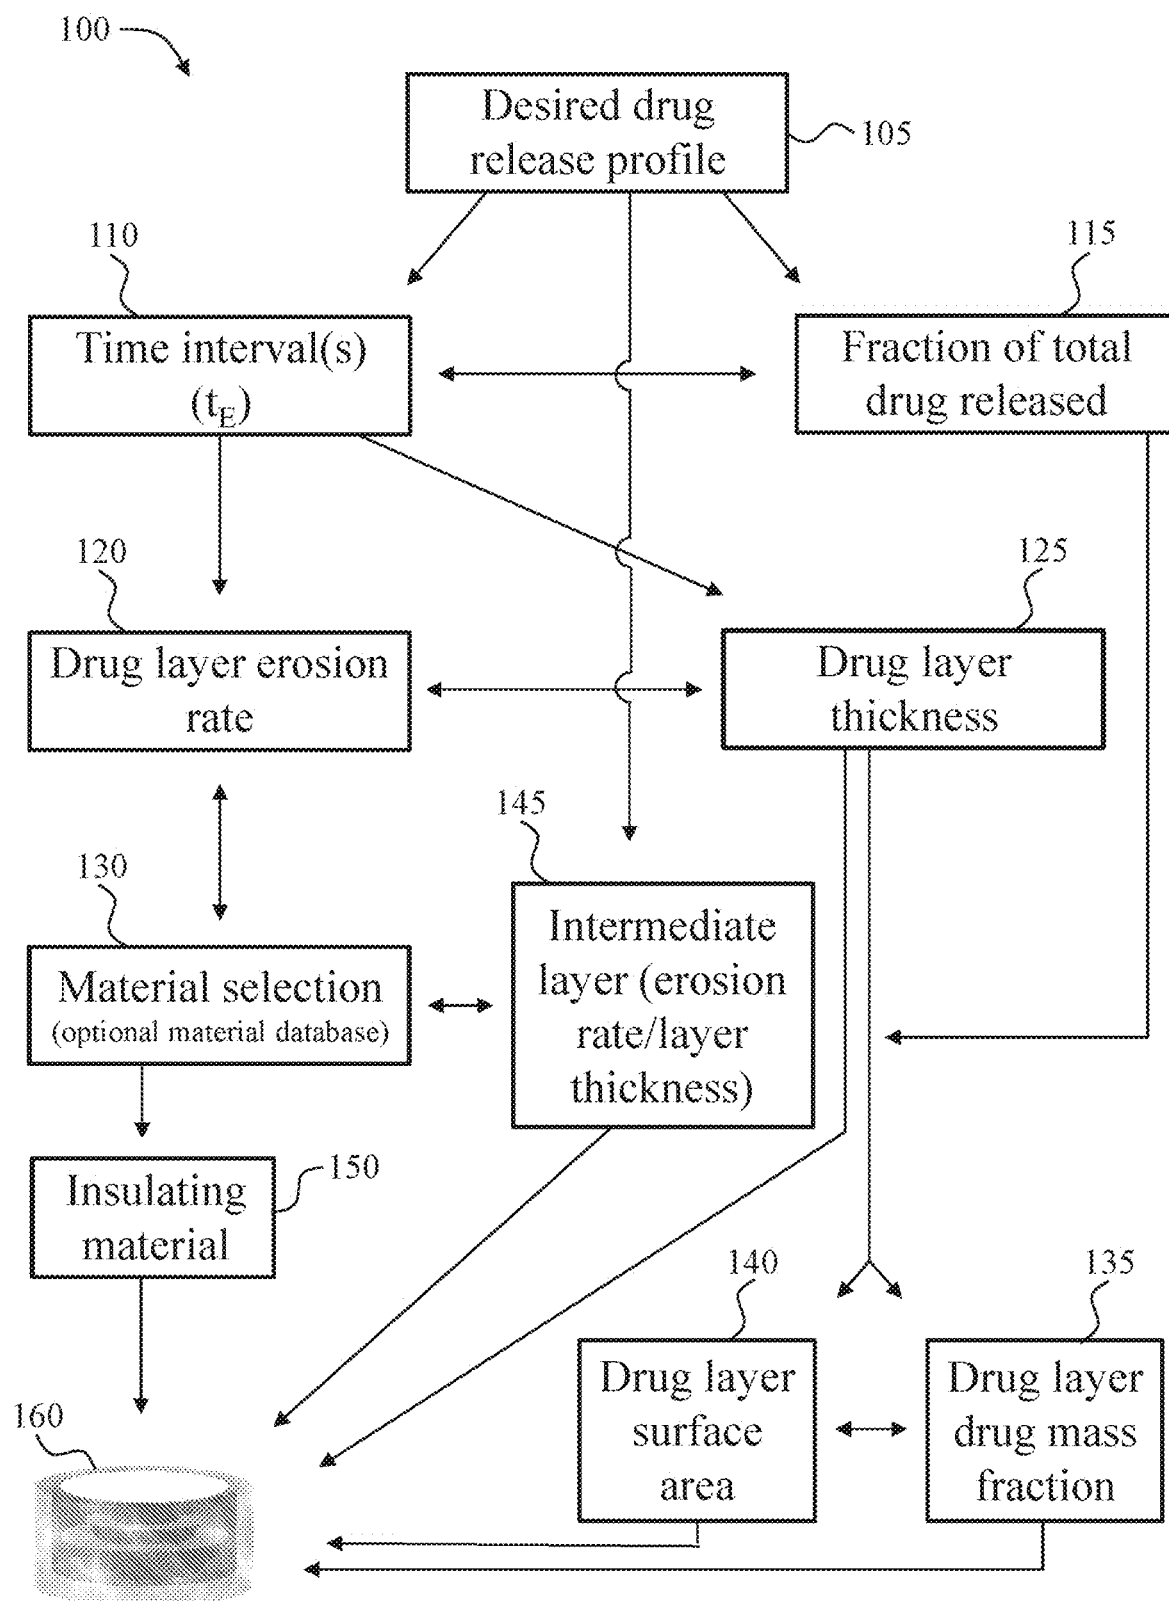 100
Desired drug
release profile
105
110
115
Time interval(s)
(tE)
Fraction of total
drug released
120
125
Drug layer erosion
rate
Drug layer
thickness
145
130
Intermediate
layer (erosion
rate/layer
thickness)
Material selection
(optional material database)
150
Insulating
material
140
135
Drug layer
surface
area
Drug layer
drug mass
fraction
160